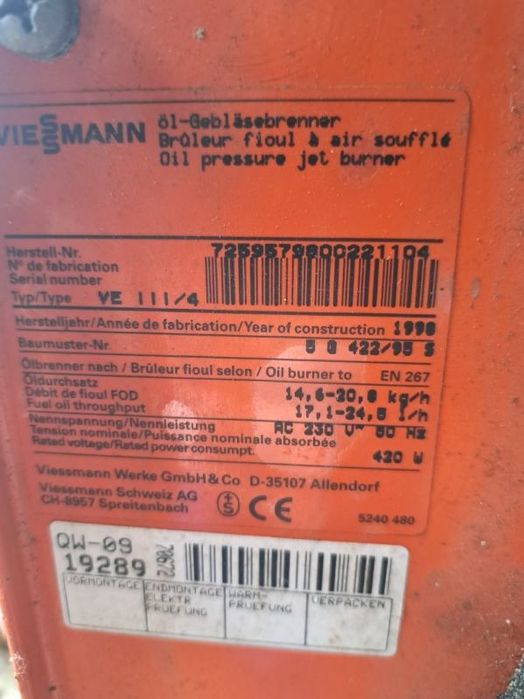 VIESSMANN
öl-Gebläsebrenner
Brûleur fioul à air soufflé
Oil pressure jet burner
Herstell-Nr.
N° de fabrication
Serial number
7259579800221104
Typ/Type VE III/4
Herstelljahr/Année de fabrication/Year of construction 1998
Baumuster-Nr. 5 G 422/95 S
Ölbrenner nach / Brûleur fioul selon / Oil burner to EN 267
Öldurchsatz
Débit de fioul FOD
Fuel oil throughput
14,6-20,8 kg/h
17,1-24,5 l/h
Nennspannung/Nennleistung
Tension nominale/Puissance nominale absorbée
Rated voltage/Rated power consumpt.
AC 230 V~ 50 Hz
420 W
Viessmann Werke GmbH & Co D-35107 Allendorf
Viessmann Schweiz AG
CH-8957 Spreitenbach
CE
5240 480
QW-09
19289
VORMONTAGE
ENDMONTAGE
ELEKTR
PRUEFUNG
WARM-
PRUEFUNG
VERPACKEN